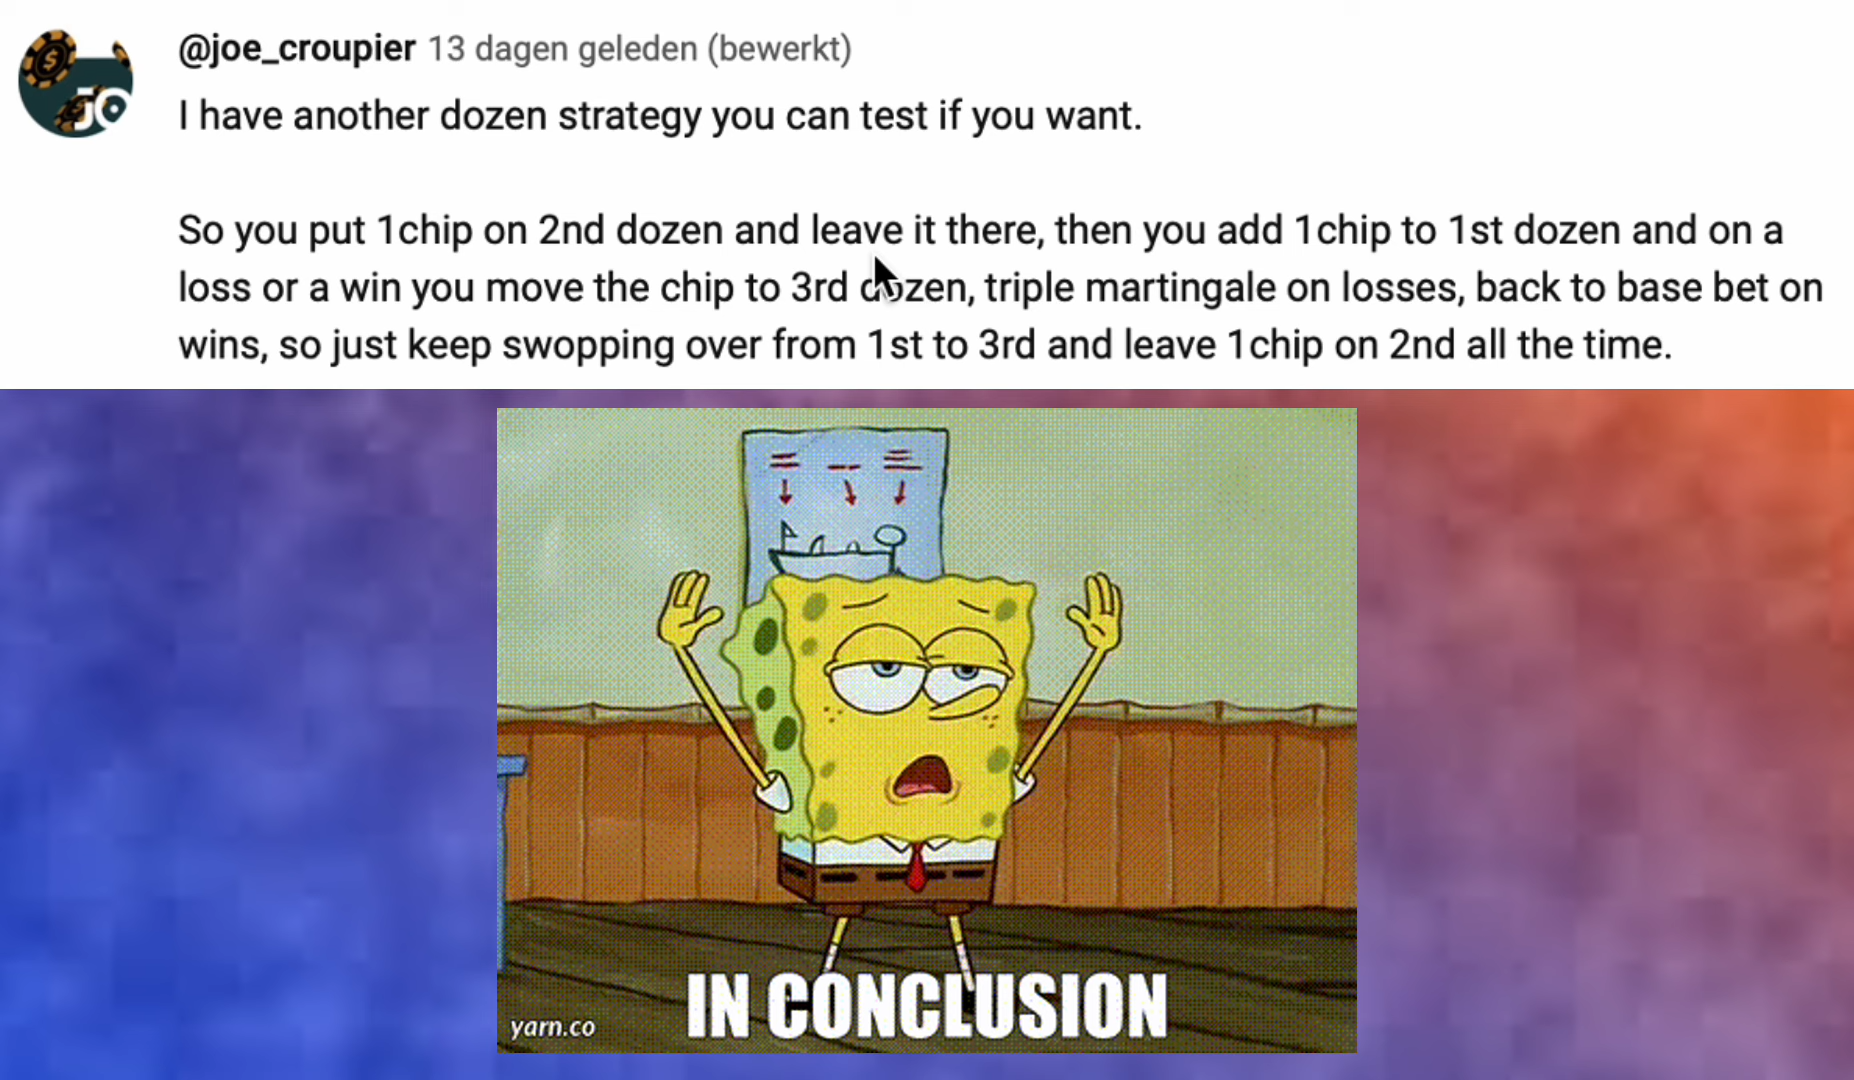 @joe_croupier 13 dagen geleden (bewerkt)
I have another dozen strategy you can test if you want.
So you put 1chip on 2nd dozen and leave it there, then you add 1chip to 1st dozen and on a
loss or a win you move the chip to 3rd dozen, triple martingale on losses, back to base bet on
wins, so just keep swopping over from 1st to 3rd and leave 1chip on 2nd all the time.
$
JO
IN CONCLUSION
yarn.co